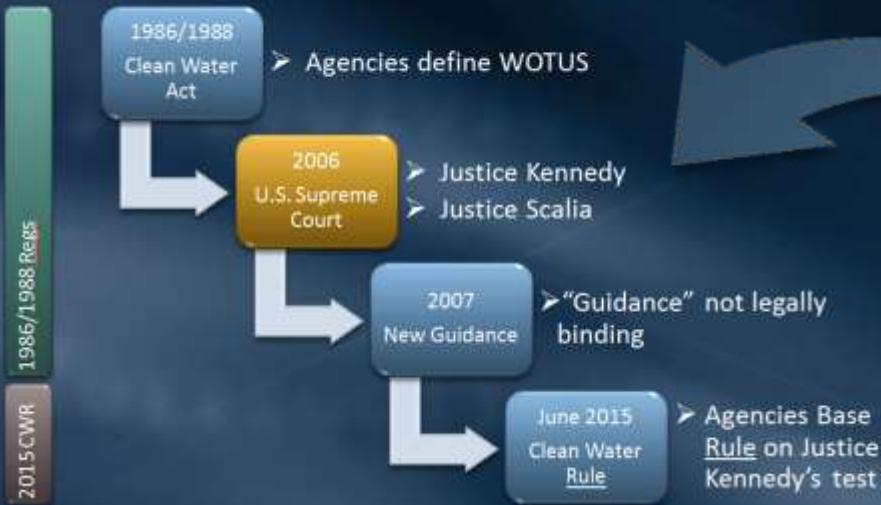 1986/1988 Regs
2015 CWR
1986/1988
Clean Water
Act
➢ Agencies define WOTUS
2006
U.S. Supreme
Court
➢ Justice Kennedy
➢ Justice Scalia
2007
New Guidance
➢ "Guidance" not legally
binding
June 2015
Clean Water
Rule
➢ Agencies Base
Rule on Justice
Kennedy's test